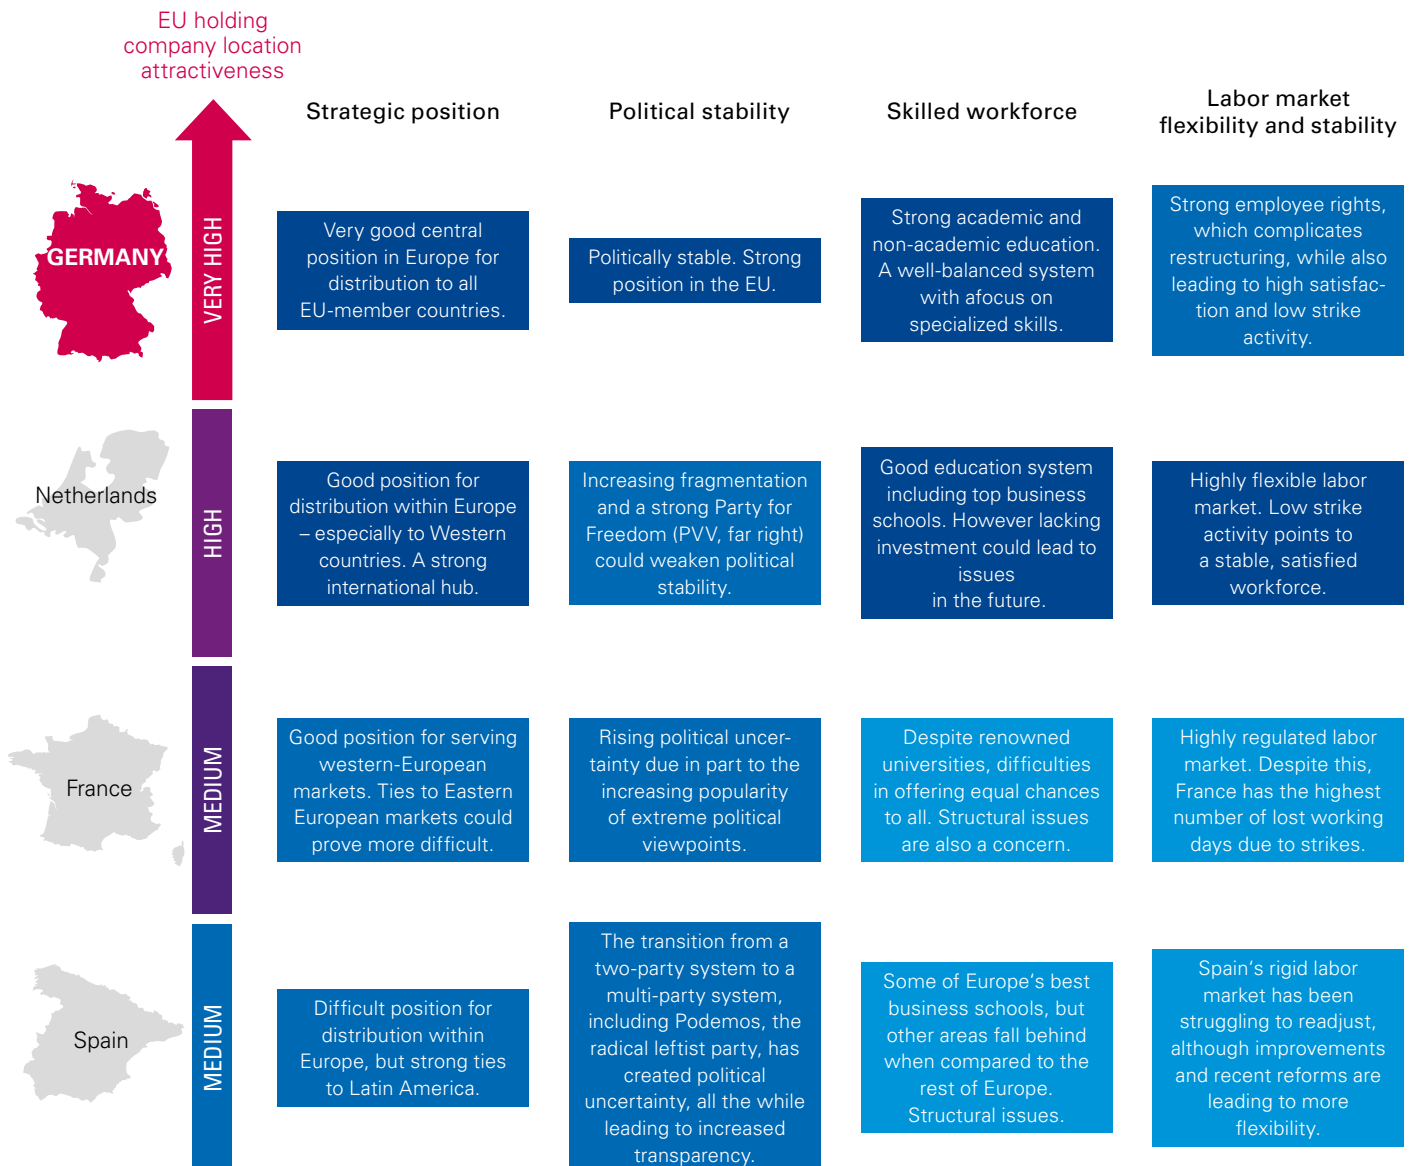 EU holding
company location
attractiveness
Strategic position
Political stability
Skilled workforce
Labor market
flexibility and stability
GERMANY
VERY HIGH
Very good central
position in Europe for
distribution to all
EU-member countries.
Politically stable. Strong
position in the EU.
Strong academic and
non-academic education.
A well-balanced system
with afocus on
specialized skills.
Strong employee rights,
which complicates
restructuring, while also
leading to high satisfac-
tion and low strike
activity.
Netherlands
HIGH
Good position for
distribution within Europe
– especially to Western
countries. A strong
international hub.
Increasing fragmentation
and a strong Party for
Freedom (PVV, far right)
could weaken political
stability.
Good education system
including top business
schools. However lacking
investment could lead to
issues
in the future.
Highly flexible labor
market. Low strike
activity points to
a stable, satisfied
workforce.
France
MEDIUM
Good position for serving
western-European
markets. Ties to Eastern
European markets could
prove more difficult.
Rising political uncer-
tainty due in part to the
increasing popularity
of extreme political
viewpoints.
Despite renowned
universities, difficulties
in offering equal chances
to all. Structural issues
are also a concern.
Highly regulated labor
market. Despite this,
France has the highest
number of lost working
days due to strikes.
Spain
MEDIUM
Difficult position for
distribution within
Europe, but strong ties
to Latin America.
The transition from a
two-party system to a
multi-party system,
including Podemos, the
radical leftist party, has
created political
uncertainty, all the while
leading to increased
transparency.
Some of Europe's best
business schools, but
other areas fall behind
when compared to the
rest of Europe.
Structural issues.
Spain's rigid labor
market has been
struggling to readjust,
although improvements
and recent reforms are
leading to more
flexibility.